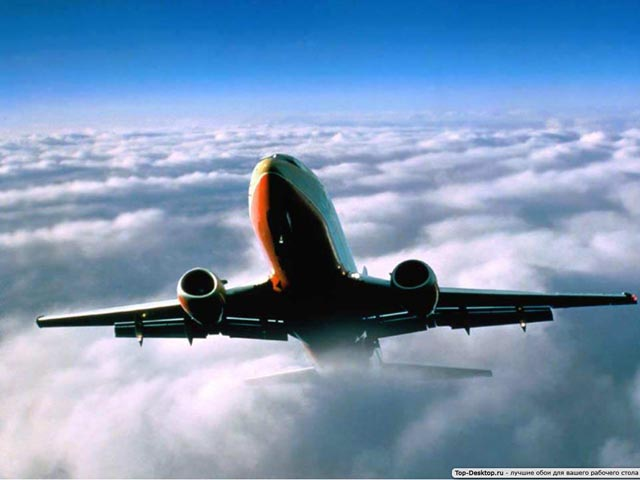 Top-Desktop.ru - лучшие обои для вашего рабочего стола